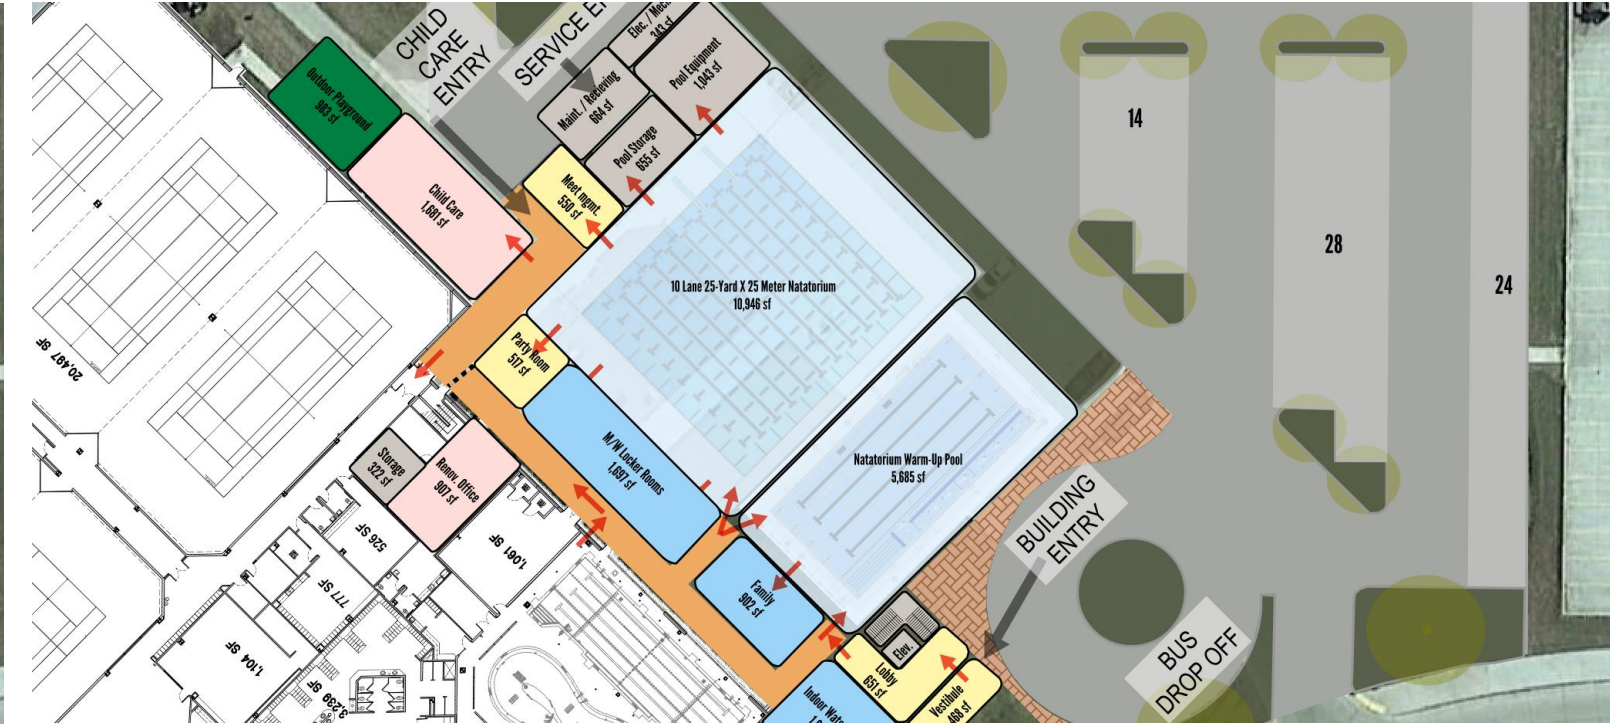 CHILD
CARE
ENTRY
SERVICE
Elec. / Mech.
343 sf
Outdoor Playground
983 sf
Pool Equipment
1,043 sf
Maint. / Recieving
664 sf
Pool Storage
655 sf
Child Care
1,681 sf
Meet mgmt.
550 sf
10 Lane 25-Yard X 25 Meter Natatorium
10,946 sf
Party Room
517 sf
20,497 SF
M/W Locker Rooms
1,697 sf
Storage
322 sf
Renov. Office
907 sf
Natatorium Warm-Up Pool
5,685 sf
526 SF
1,061 SF
777 SF
1,104 SF
3,239 SF
Family
902 sf
Elev.
Lobby
651 sf
Vestibule
468 sf
Indoor
BUILDING
ENTRY
BUS
DROP OFF
14
28
24